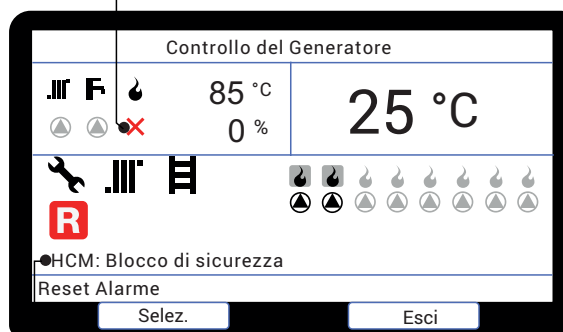 Controllo del Generatore
85 °C
0 %
25 °C
R
HCM: Blocco di sicurezza
Reset Alarme
Selez.
Esci